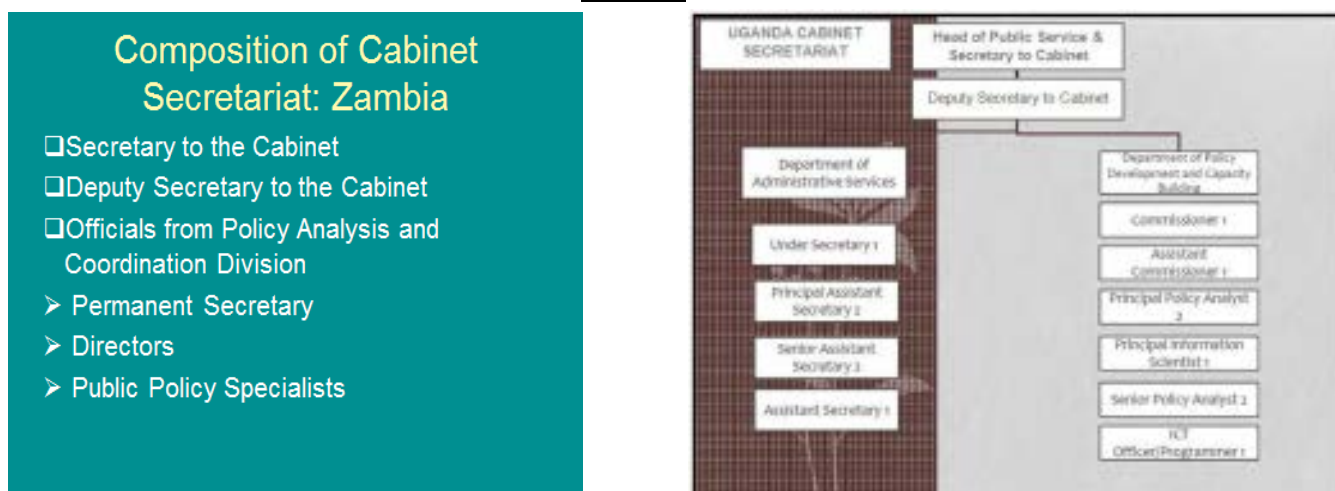 Composition of Cabinet
Secretariat: Zambia
❑Secretary to the Cabinet
❑Deputy Secretary to the Cabinet
❑Officials from Policy Analysis and
Coordination Division
➢ Permanent Secretary
➢ Directors
➢ Public Policy Specialists
UGANDA CABINET
SECRETARIAT
Head of Public Service &
Secretary to Cabinet
Deputy Secretary to Cabinet
Department of
Administrative Services
Under Secretary 1
Principal Assistant
Secretary 2
Senior Assistant
Secretary 2
Assistant Secretary 1
Department of Policy
Development and Capacity
Building
Commissioner 1
Assistant
Commissioner 1
Principal Policy Analyst
2
Principal Information
Scientist 1
Senior Policy Analyst 2
ICT
Officer/Programmer 1